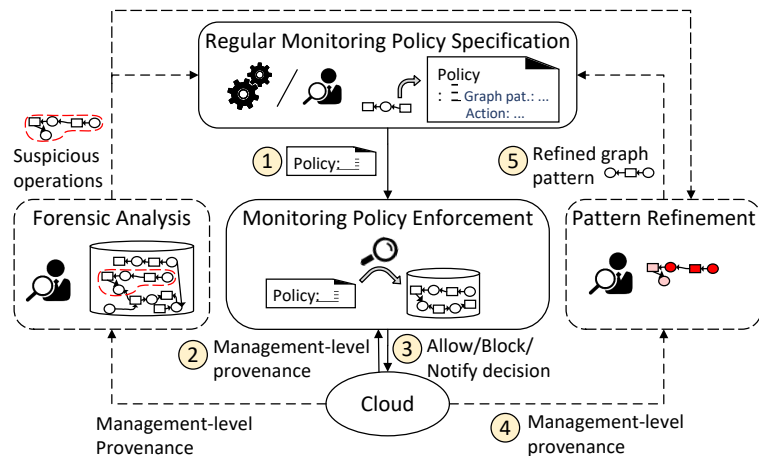 Regular Monitoring Policy Specification
Policy
: Graph pat.: ...
Action: ...
Suspicious
operations
1
Policy:
5 Refined graph
pattern
Forensic Analysis
Monitoring Policy Enforcement
Pattern Refinement
Policy:
2 Management-level
provenance
3 Allow/Block/
Notify decision
Cloud
Management-level
Provenance
4 Management-level
provenance